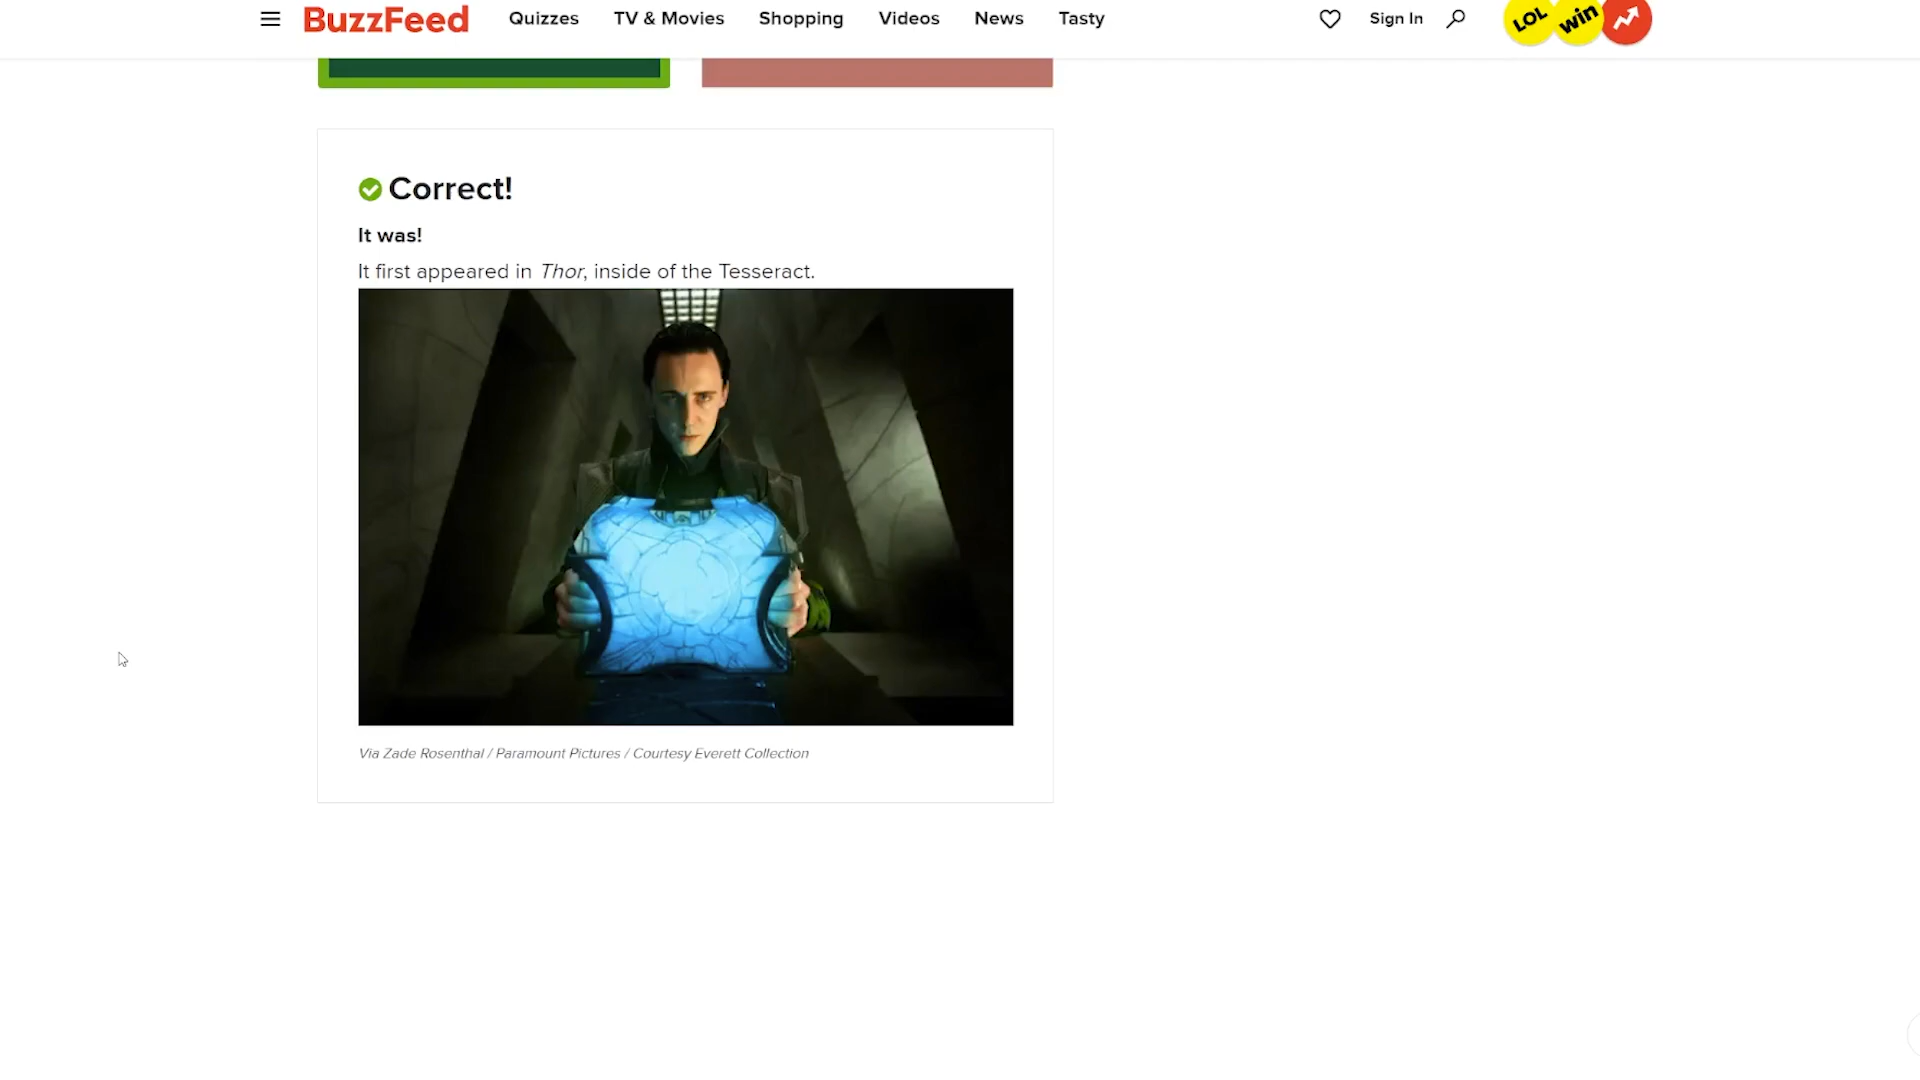 BuzzFeed
Quizzes
TV & Movies
Shopping
Videos
News
Tasty
Sign In
LOL
win
Correct!
It was!
It first appeared in Thor, inside of the Tesseract.
Via Zade Rosenthal / Paramount Pictures / Courtesy Everett Collection